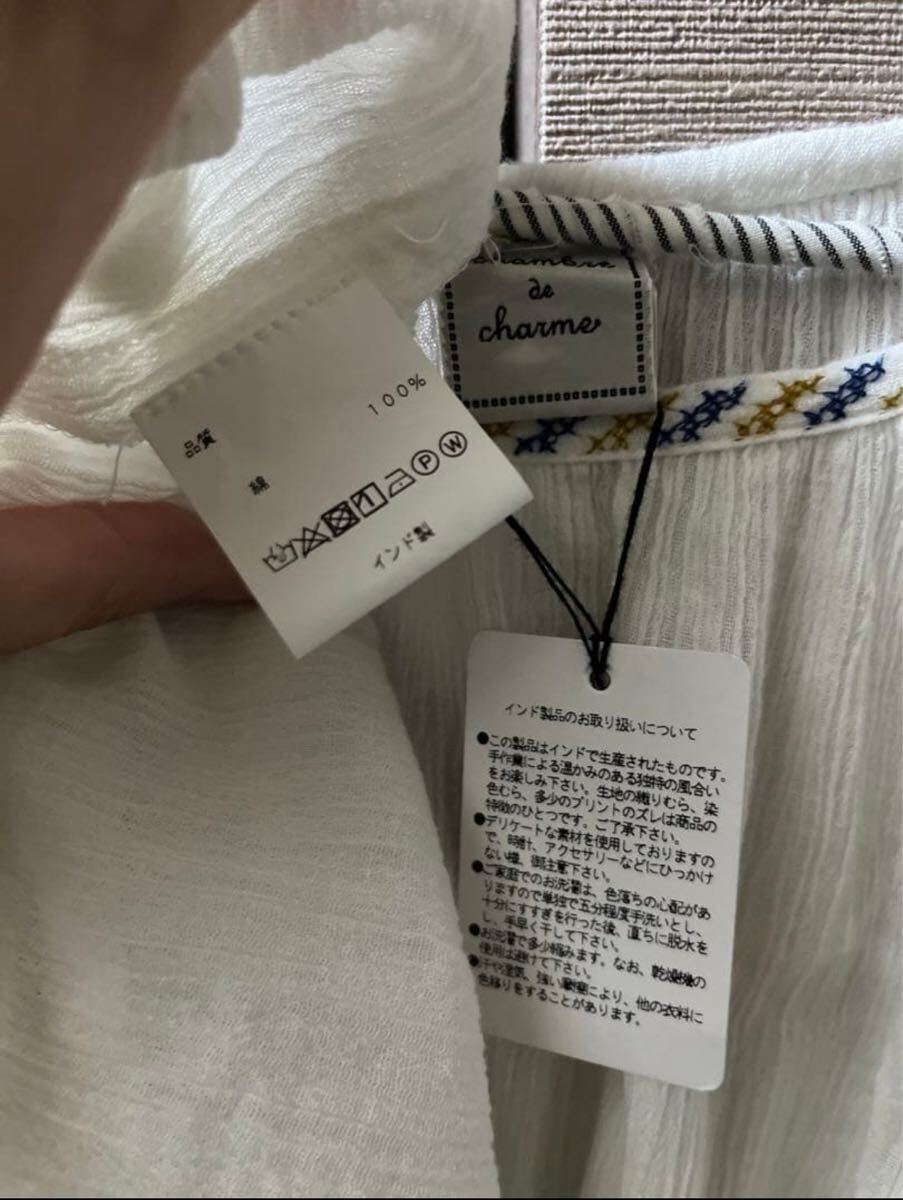 chambre
de
charme
品質
綿 100%
P W
インド製
インド製品のお取り扱いについて
●この製品はインドで生産されたものです。
手作業による温かみのある独特の風合い
をお楽しみ下さい。生地の織りむら、染
色むら、多少のプリントのズレは商品の
特徴のひとつです。ご了承下さい。
●デリケートな素材を使用しておりますの
で、時計、アクセサリーなどにひっかけ
ない様、御注意下さい。
●ご家庭でのお洗濯は、色落ちの心配があ
りますので単独で五分程度手洗いとし、
十分にすすぎを行った後、直ちに脱水を
し、手早く干して下さい。
●お洗濯で多少縮みます。なお、乾燥機の
使用は避けて下さい。
●汗や湿気、強い摩擦により、他の衣料に
色移りをすることがあります。